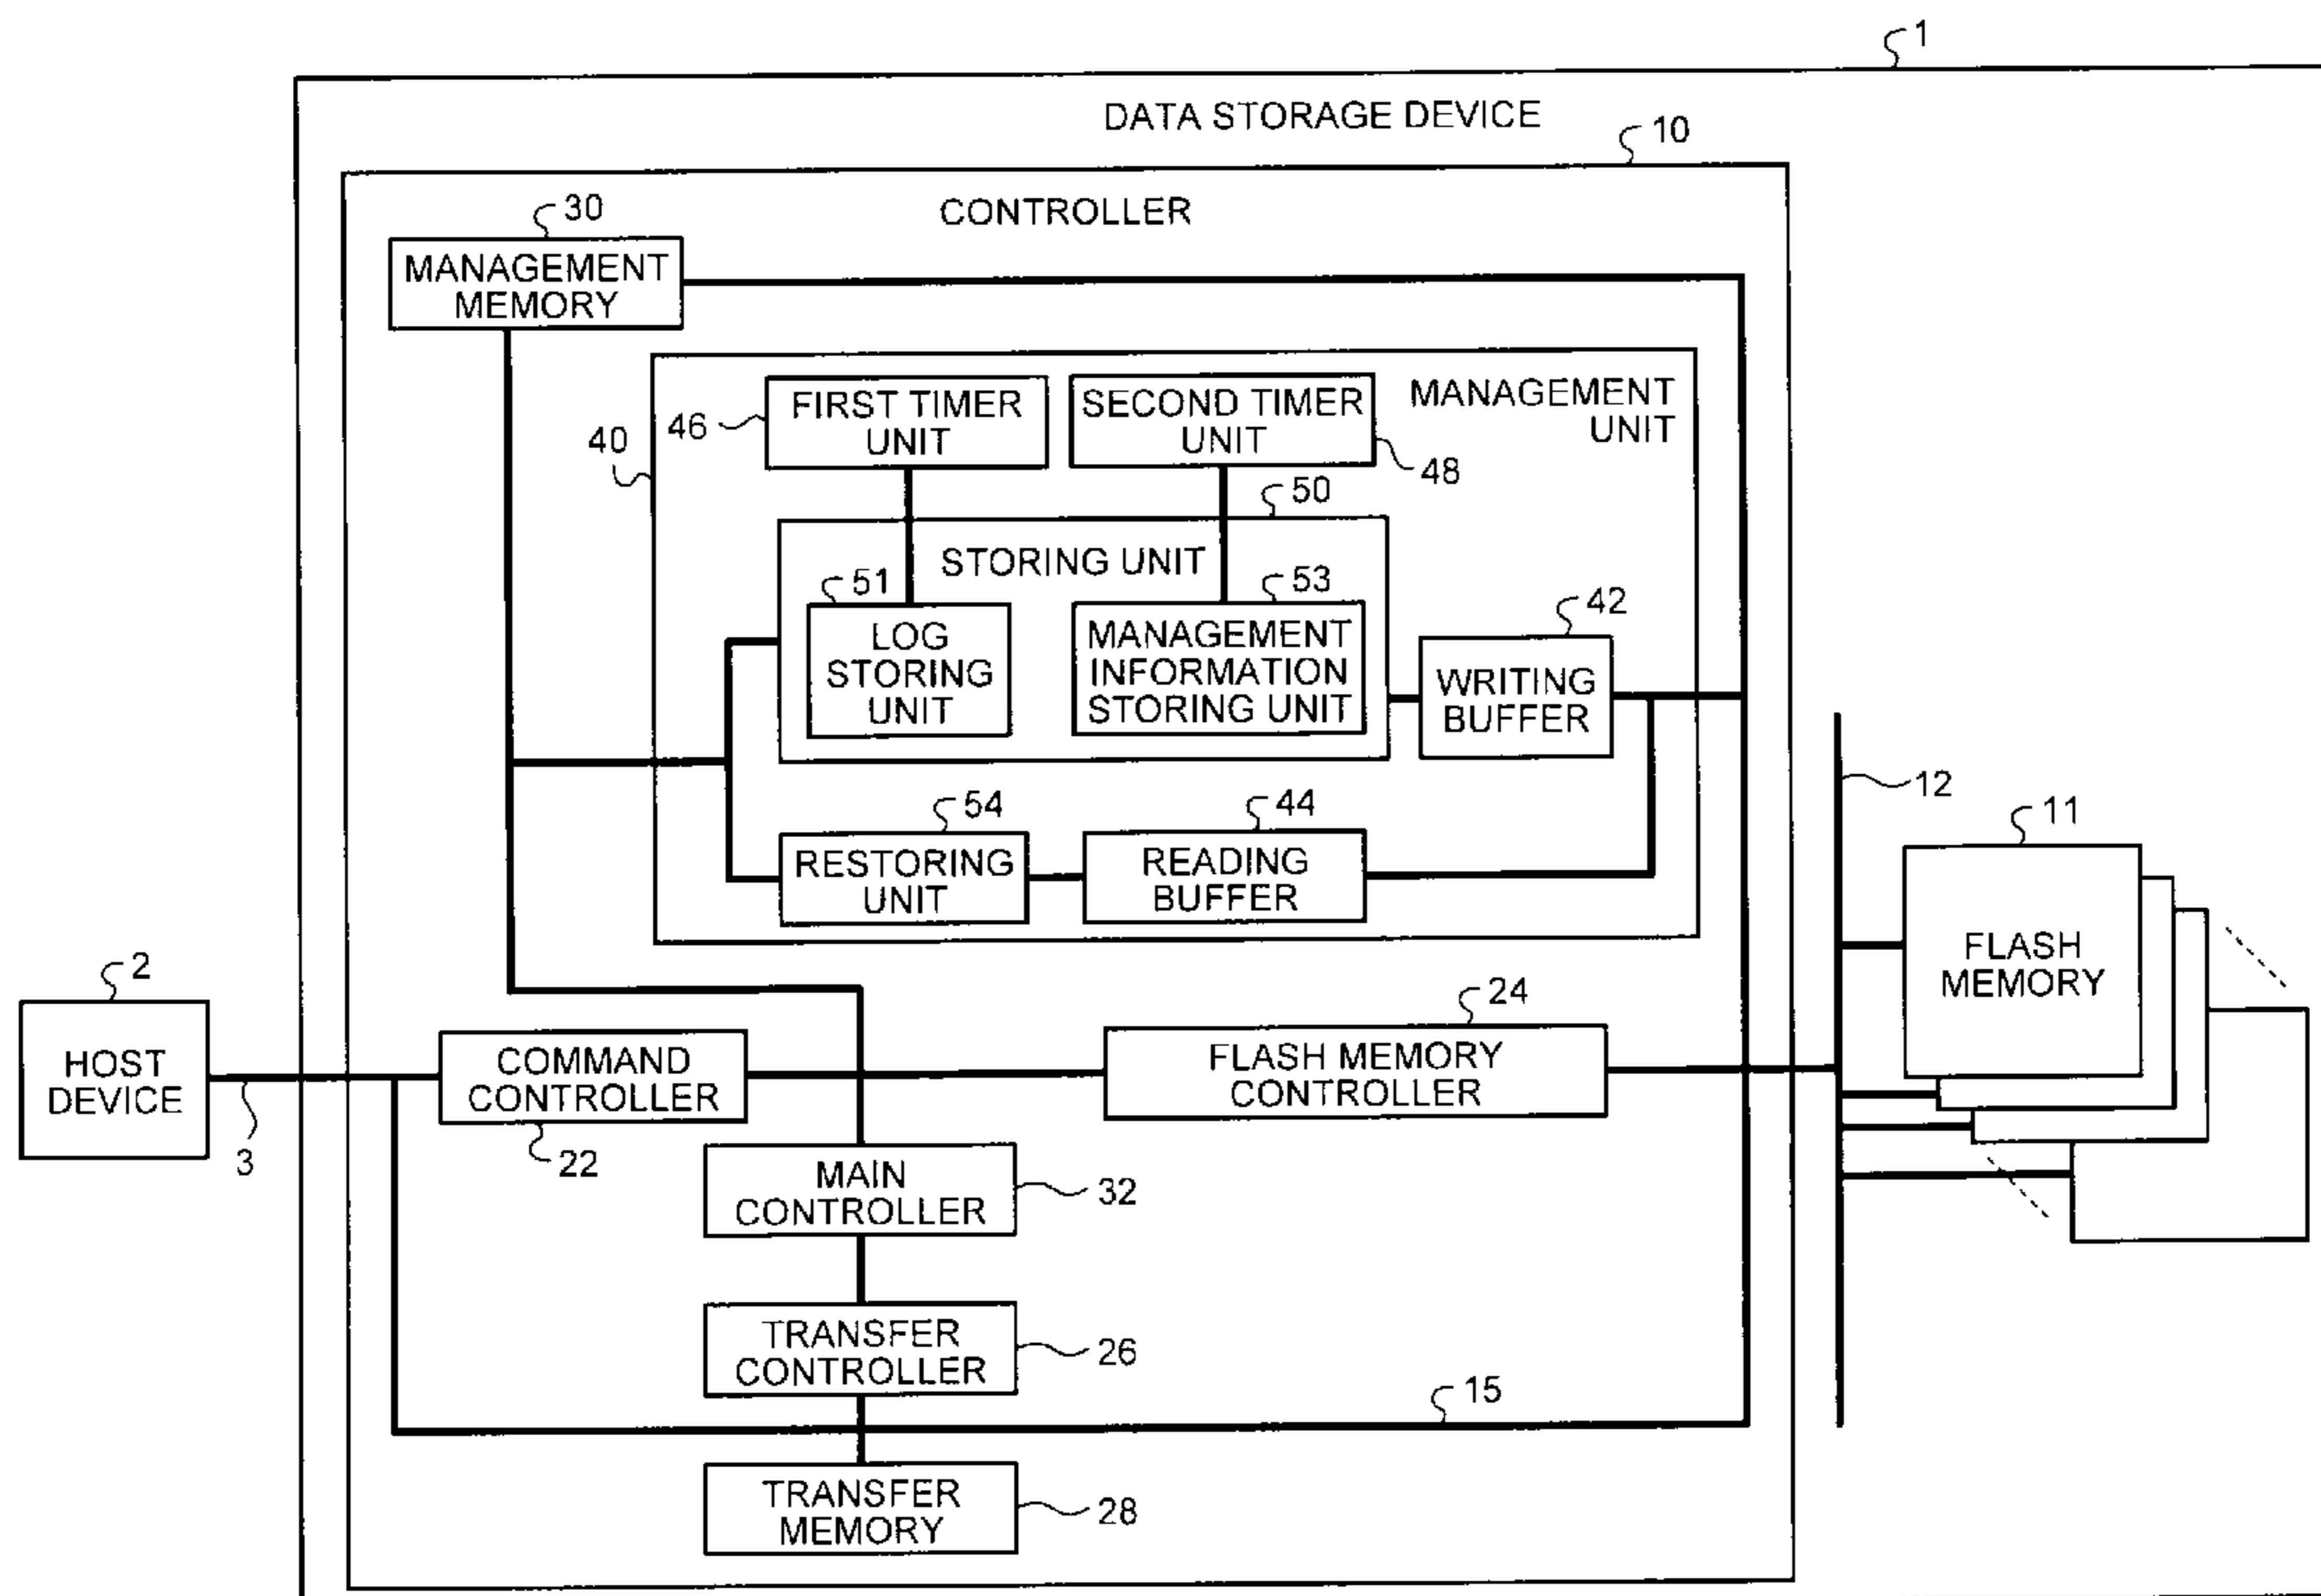 1
DATA STORAGE DEVICE
10
CONTROLLER
30
MANAGEMENT
MEMORY
FIRST TIMER
UNIT
46
SECOND TIMER
UNIT
48
MANAGEMENT
UNIT
40
50
STORING UNIT
51
LOG
STORING
UNIT
53
MANAGEMENT
INFORMATION
STORING UNIT
42
WRITING
BUFFER
12
54
RESTORING
UNIT
44
READING
BUFFER
11
FLASH
MEMORY
2
HOST
DEVICE
3
COMMAND
CONTROLLER
22
24
FLASH MEMORY
CONTROLLER
MAIN
CONTROLLER
32
TRANSFER
CONTROLLER
26
15
TRANSFER
MEMORY
28